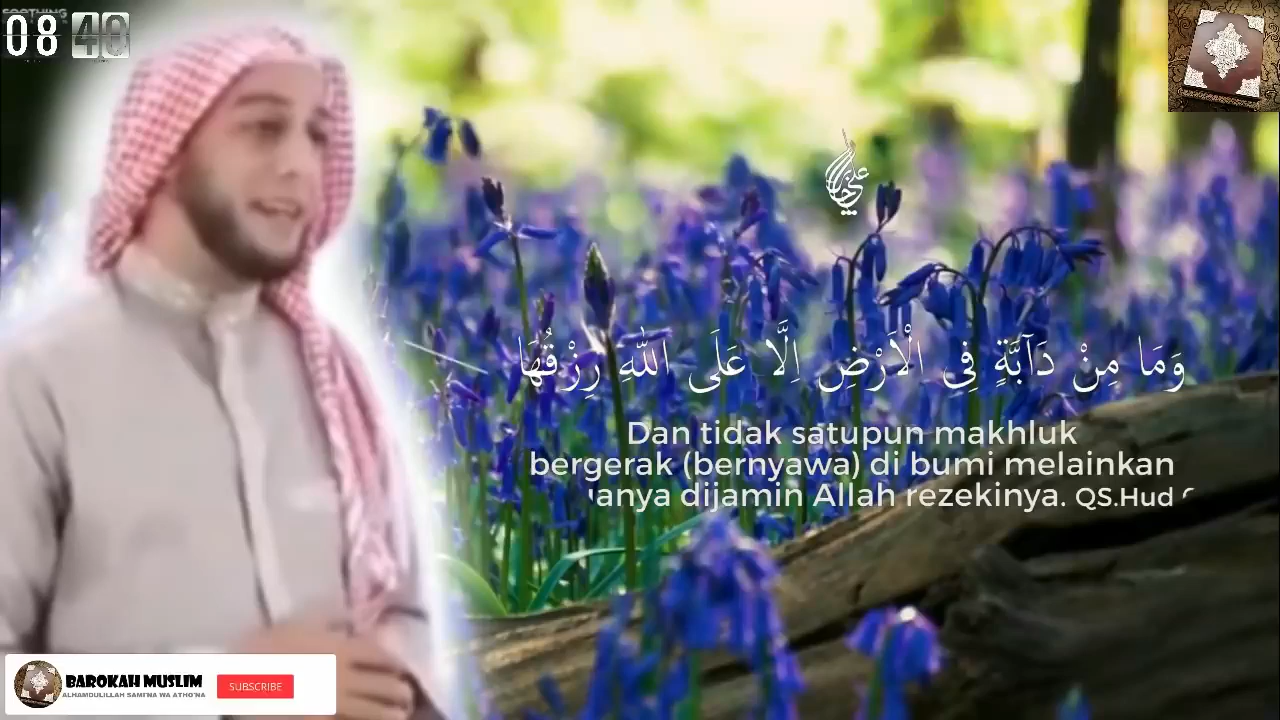 SOOTHING
08 40
وَمَا مِنْ دَاۤبَّةٍ فِى الْاَرْضِ اِلَّا عَلَى اللّٰهِ رِزْقُهَا
Dan tidak satupun makhluk
bergerak (bernyawa) di bumi melainkan
anya dijamin Allah rezekinya. QS.Hud
BAROKAH MUSLIM
ALHAMDULILLAH SAMI'NA WA ATHO'NA
SUBSCRIBE